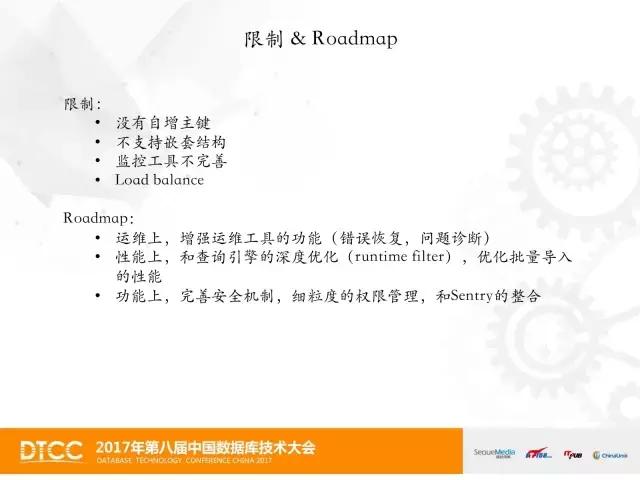 限制 & Roadmap
限制：
• 没有自增主键
• 不支持嵌套结构
• 监控工具不完善
• Load balance
Roadmap：
• 运维上，增强运维工具的功能（错误恢复，问题诊断）
• 性能上，和查询引擎的深度优化（runtime filter），优化批量导入
的性能
• 功能上，完善安全机制，细粒度的权限管理，和Sentry的整合
DTCC
2017年第八届中国数据库技术大会
DATABASE TECHNOLOGY CONFERENCE CHINA 2017
SequeMedia
ITPUB
ChinaUnix